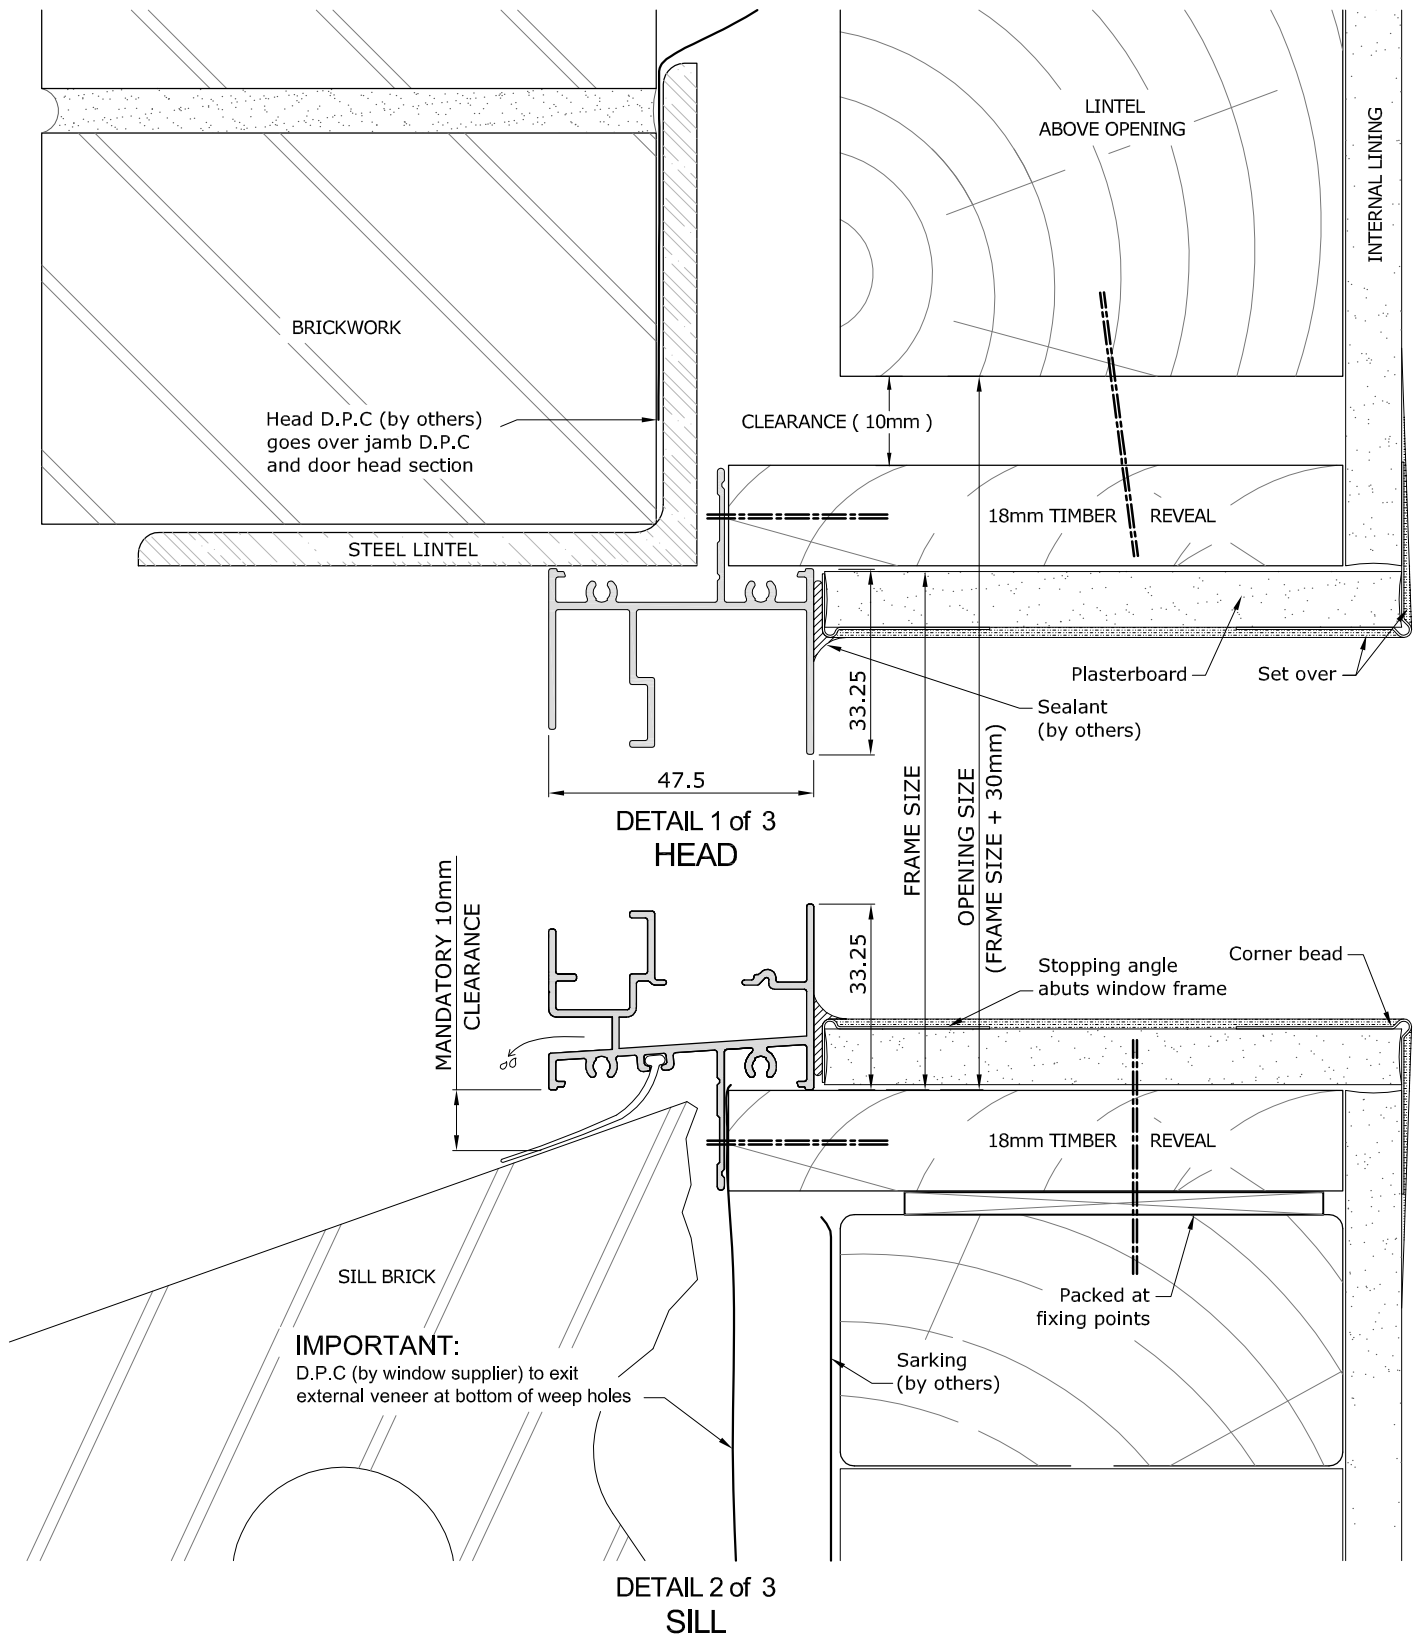 LINTEL
ABOVE OPENING
INTERNAL LINING
BRICKWORK
Head D.P.C (by others)
goes over jamb D.P.C
and door head section
CLEARANCE ( 10mm )
18mm TIMBER REVEAL
STEEL LINTEL
Plasterboard
Set over
Sealant
(by others)
33.25
47.5
FRAME SIZE
OPENING SIZE
(FRAME SIZE + 30mm)
DETAIL 1 of 3
HEAD
MANDATORY 10mm
CLEARANCE
33.25
Stopping angle
abuts window frame
Corner bead
18mm TIMBER REVEAL
SILL BRICK
Packed at
fixing points
IMPORTANT:
D.P.C (by window supplier) to exit
external veneer at bottom of weep holes
Sarking
(by others)
DETAIL 2 of 3
SILL